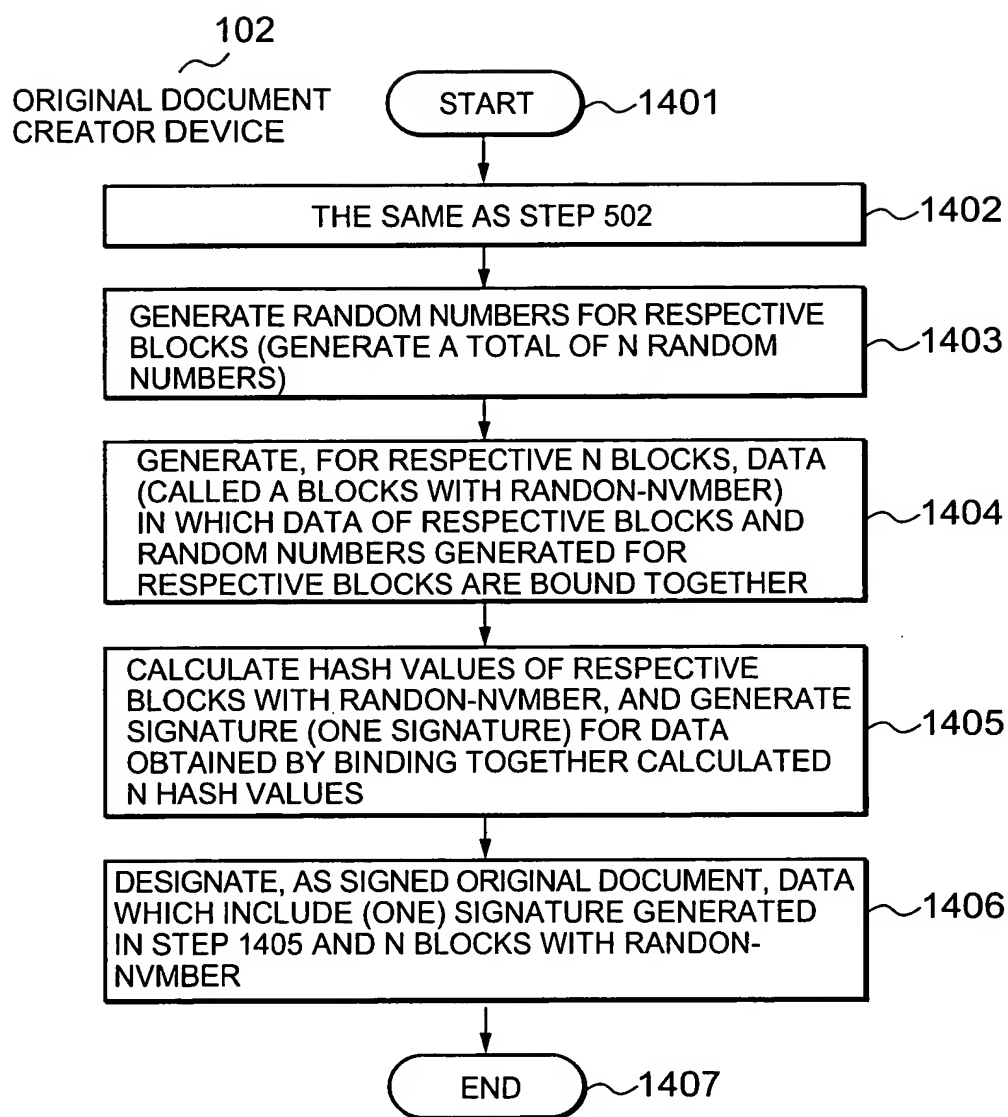 102
ORIGINAL DOCUMENT
CREATOR DEVICE
START
1401
THE SAME AS STEP 502
1402
GENERATE RANDOM NUMBERS FOR RESPECTIVE
BLOCKS (GENERATE A TOTAL OF N RANDOM
NUMBERS)
1403
GENERATE, FOR RESPECTIVE N BLOCKS, DATA
(CALLED A BLOCKS WITH RANDON-NVMBER)
IN WHICH DATA OF RESPECTIVE BLOCKS AND
RANDOM NUMBERS GENERATED FOR
RESPECTIVE BLOCKS ARE BOUND TOGETHER
1404
CALCULATE HASH VALUES OF RESPECTIVE
BLOCKS WITH RANDON-NVMBER, AND GENERATE
SIGNATURE (ONE SIGNATURE) FOR DATA
OBTAINED BY BINDING TOGETHER CALCULATED
N HASH VALUES
1405
DESIGNATE, AS SIGNED ORIGINAL DOCUMENT, DATA
WHICH INCLUDE (ONE) SIGNATURE GENERATED
IN STEP 1405 AND N BLOCKS WITH RANDON-
NVMBER
1406
END
1407